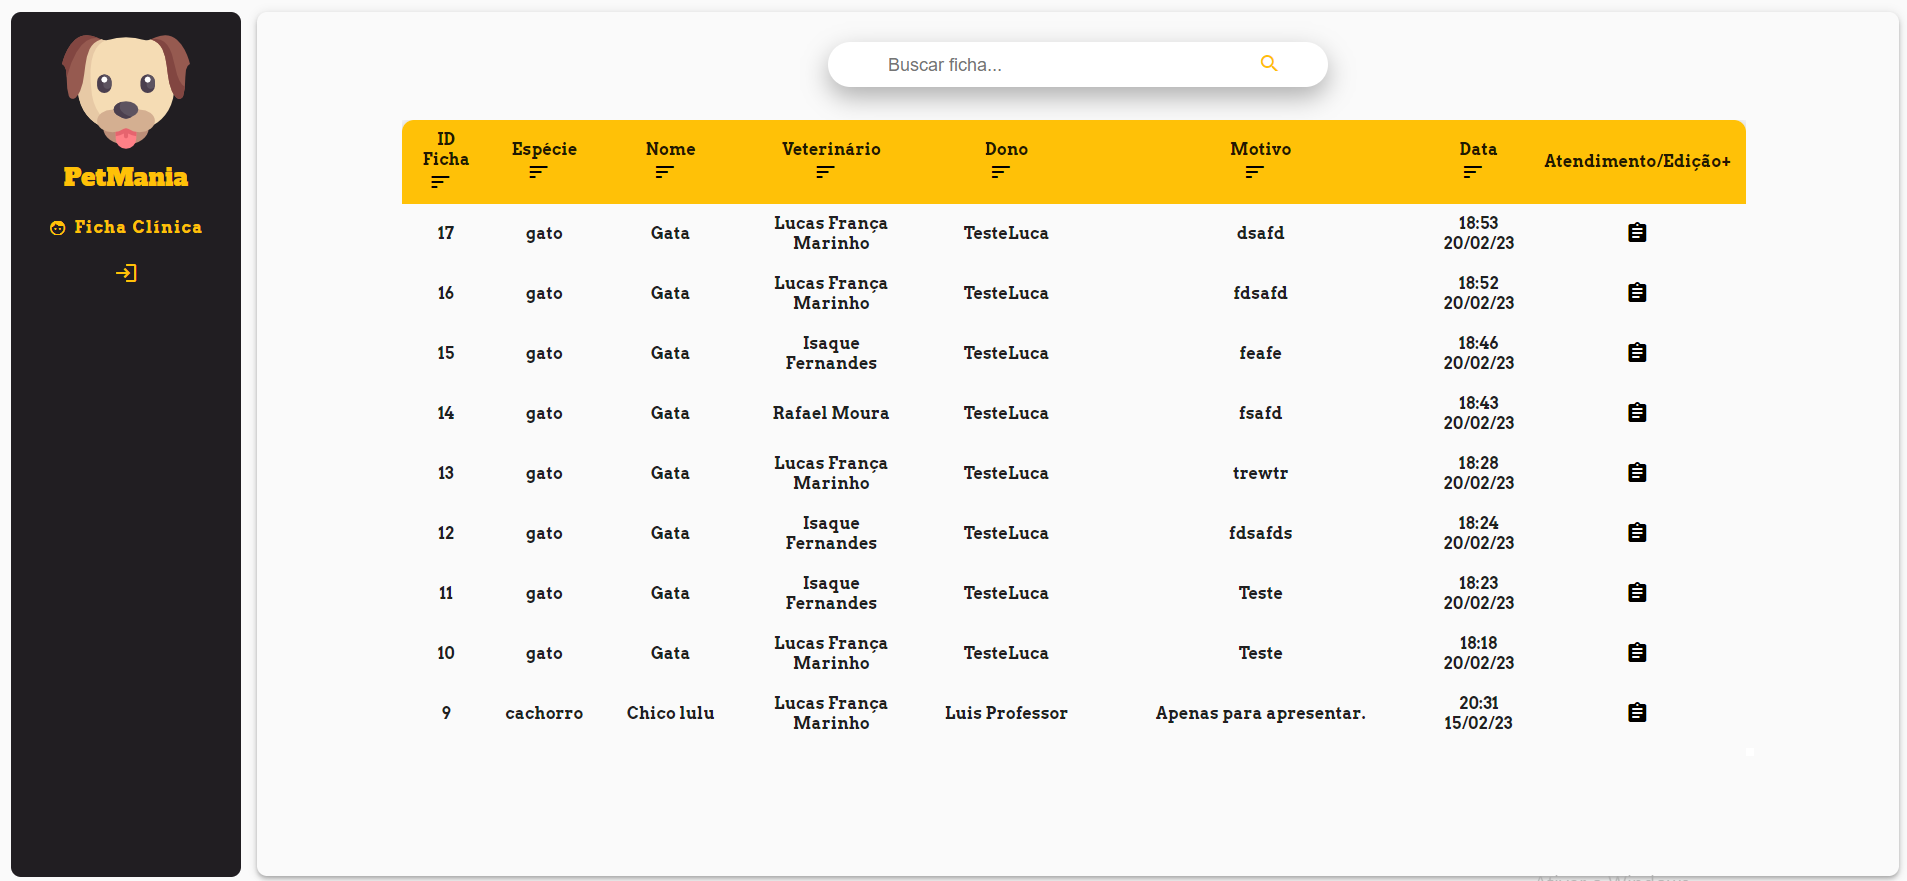 PetMania
Ficha Clínica
Buscar ficha...
ID
Ficha
Espécie
Nome
Veterinário
Dono
Motivo
Data
Atendimento/Edição+
17 gato Gata Lucas França Marinho TesteLuca dsafd 18:53 20/02/23
16 gato Gata Lucas França Marinho TesteLuca fdsafd 18:52 20/02/23
15 gato Gata Isaque Fernandes TesteLuca feafe 18:46 20/02/23
14 gato Gata Rafael Moura TesteLuca fsafd 18:43 20/02/23
13 gato Gata Lucas França Marinho TesteLuca trewtr 18:28 20/02/23
12 gato Gata Isaque Fernandes TesteLuca fdsafds 18:24 20/02/23
11 gato Gata Isaque Fernandes TesteLuca Teste 18:23 20/02/23
10 gato Gata Lucas França Marinho TesteLuca Teste 18:18 20/02/23
9 cachorro Chico lulu Lucas França Marinho Luis Professor Apenas para apresentar. 20:31 15/02/23